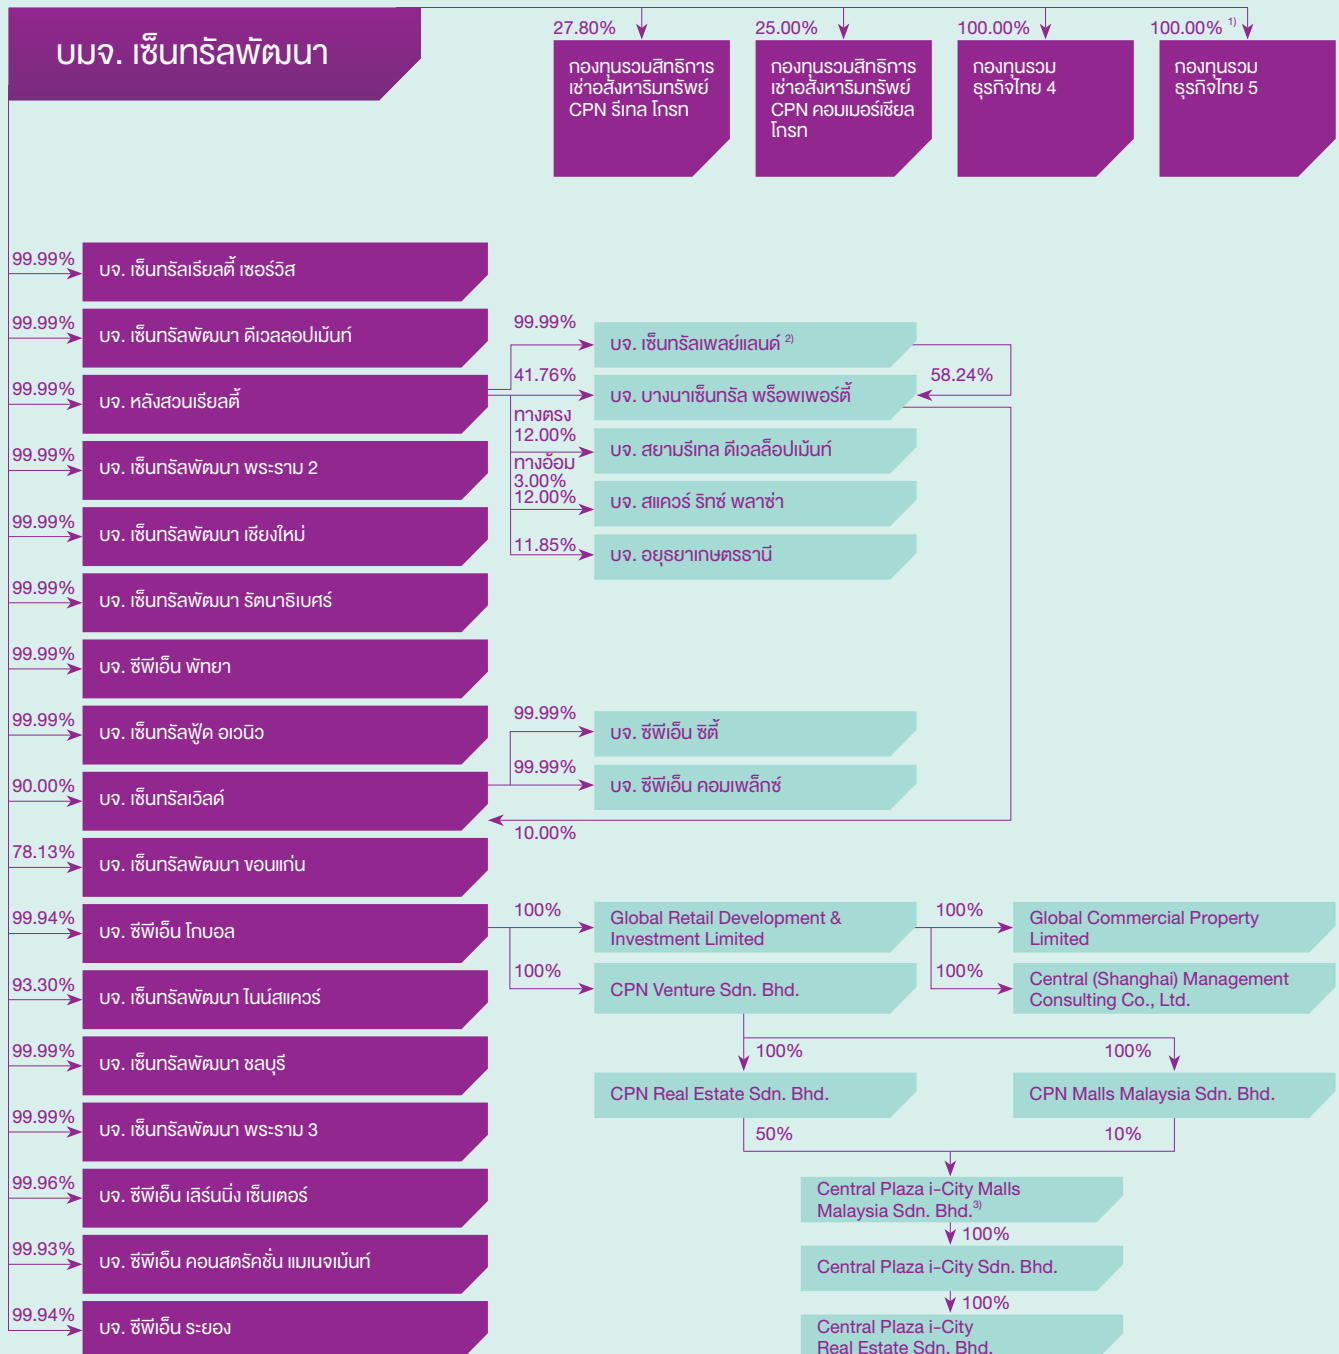 บมจ. เซ็นทรัลพัฒนา
27.80%
กองทุนรวมสิทธิการ
เช่าอสังหาริมทรัพย์
CPN รีเทล โกรท
25.00%
กองทุนรวมสิทธิการ
เช่าอสังหาริมทรัพย์
CPN คอมเมอร์เชียล
โกรท
100.00%
กองทุนรวม
ธุรกิจไทย 4
100.00% 1)
กองทุนรวม
ธุรกิจไทย 5
99.99%
บจ. เซ็นทรัลเรียลตี้ เซอร์วิส
99.99%
บจ. เซ็นทรัลพัฒนา ดีเวลลอปเม้นท์
99.99%
บจ. เซ็นทรัลเพลย์แลนด์ 2)
99.99%
บจ. หลังสวนเรียลตี้
41.76%
บจ. บางนาเซ็นทรัล พร็อพเพอร์ตี้
58.24%
ทางตรง
12.00%
บจ. สยามรีเทล ดีเวลล็อปเม้นท์
ทางอ้อม
3.00%
99.99%
บจ. เซ็นทรัลพัฒนา พระราม 2
12.00%
บจ. สแควร์ ริทซ์ พลาซ่า
99.99%
บจ. เซ็นทรัลพัฒนา เชียงใหม่
11.85%
บจ. อยุธยาเกษตรธานี
99.99%
บจ. เซ็นทรัลพัฒนา รัตนาธิเบศร์
99.99%
บจ. ซีพีเอ็น พัทยา
99.99%
บจ. เซ็นทรัลฟู้ด อเวนิว
99.99%
บจ. ซีพีเอ็น ซิตี้
90.00%
บจ. เซ็นทรัลเวิลด์
99.99%
บจ. ซีพีเอ็น คอมเพล็กซ์
10.00%
78.13%
บจ. เซ็นทรัลพัฒนา ขอนแก่น
99.94%
บจ. ซีพีเอ็น โกบอล
100%
Global Retail Development &
Investment Limited
100%
Global Commercial Property
Limited
93.30%
บจ. เซ็นทรัลพัฒนา ไนน์สแควร์
100%
CPN Venture Sdn. Bhd.
100%
Central (Shanghai) Management
Consulting Co., Ltd.
99.99%
บจ. เซ็นทรัลพัฒนา ชลบุรี
100%
100%
CPN Real Estate Sdn. Bhd.
CPN Malls Malaysia Sdn. Bhd.
99.99%
บจ. เซ็นทรัลพัฒนา พระราม 3
50%
10%
99.96%
บจ. ซีพีเอ็น เลิร์นนิ่ง เซ็นเตอร์
Central Plaza i-City Malls
Malaysia Sdn. Bhd.3)
100%
99.93%
บจ. ซีพีเอ็น คอนสตรัคชั่น แมเนจเม้นท์
Central Plaza i-City Sdn. Bhd.
100%
99.94%
บจ. ซีพีเอ็น ระยอง
Central Plaza i-City
Real Estate Sdn. Bhd.